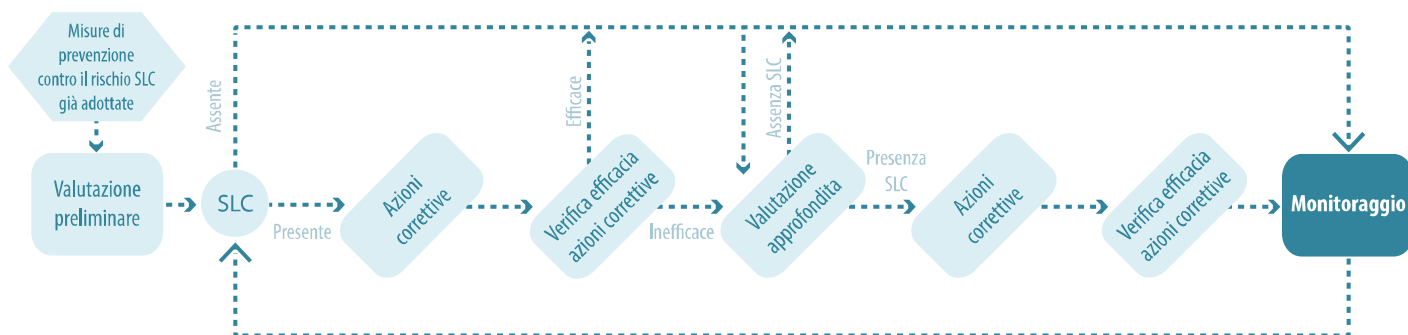 Misure di
prevenzione
contro il rischio SLC
già adottate
Valutazione
preliminare
Assente
SLC
Presente
Azioni
correttive
Efficace
Verifica efficacia
azioni correttive
Inefficace
Assenza SLC
Valutazione
approfondita
Presenza
SLC
Azioni
correttive
Verifica efficacia
azioni correttive
Monitoraggio